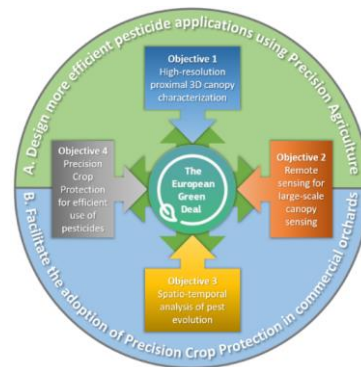 A. Design more efficient pesticide applications using Precision Agriculture
Objective 1
High-resolution
proximal 3D canopy
characterization
Objective 4
Precision
Crop
Protection
for efficient
use of
pesticides
The
European
Green
Deal
Objective 2
Remote
sensing for
large-scale
canopy
sensing
Objective 3
Spatio-temporal
analysis of pest
evolution
B. Facilitate the adoption of Precision Crop Protection in commercial orchards